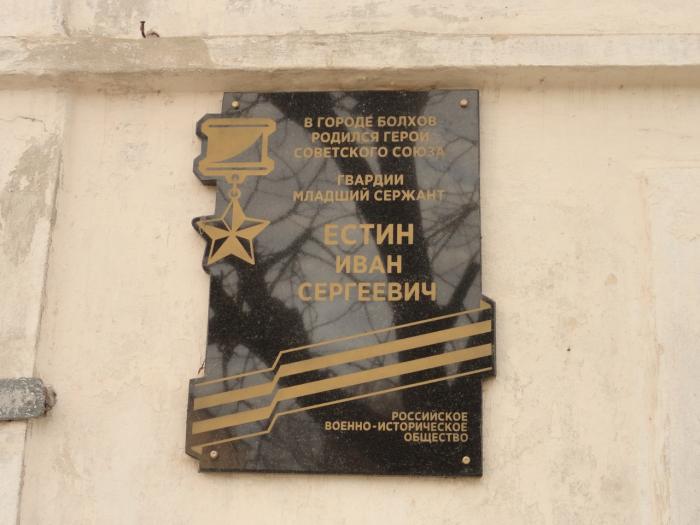 В ГОРОДЕ БОЛХОВ
РОДИЛСЯ ГЕРОЙ
СОВЕТСКОГО СОЮЗА
ГВАРДИИ
МЛАДШИЙ СЕРЖАНТ
ЕСТИН
ИВАН
СЕРГЕЕВИЧ
РОССИЙСКОЕ
ВОЕННО-ИСТОРИЧЕСКОЕ
ОБЩЕСТВО